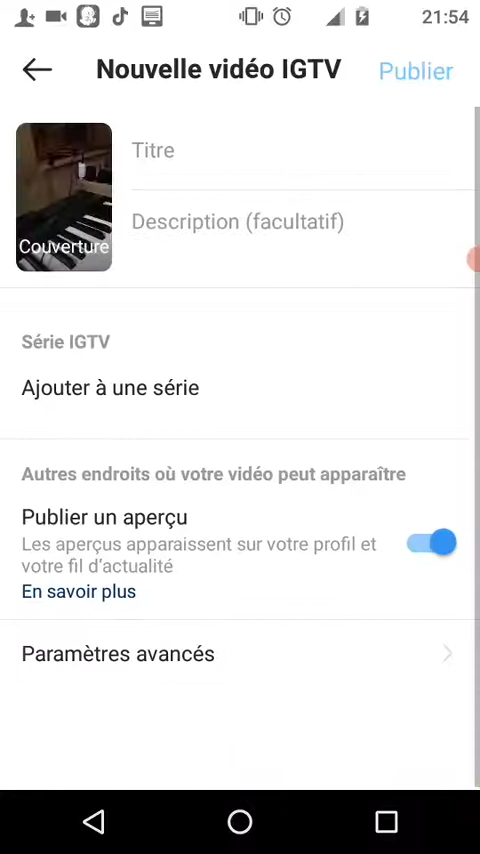 21:54
Nouvelle vidéo IGTV
Publier
Titre
Description (facultatif)
Couverture
Série IGTV
Ajouter à une série
Autres endroits où votre vidéo peut apparaître
Publier un aperçu
Les aperçus apparaissent sur votre profil et
votre fil d'actualité
En savoir plus
Paramètres avancés